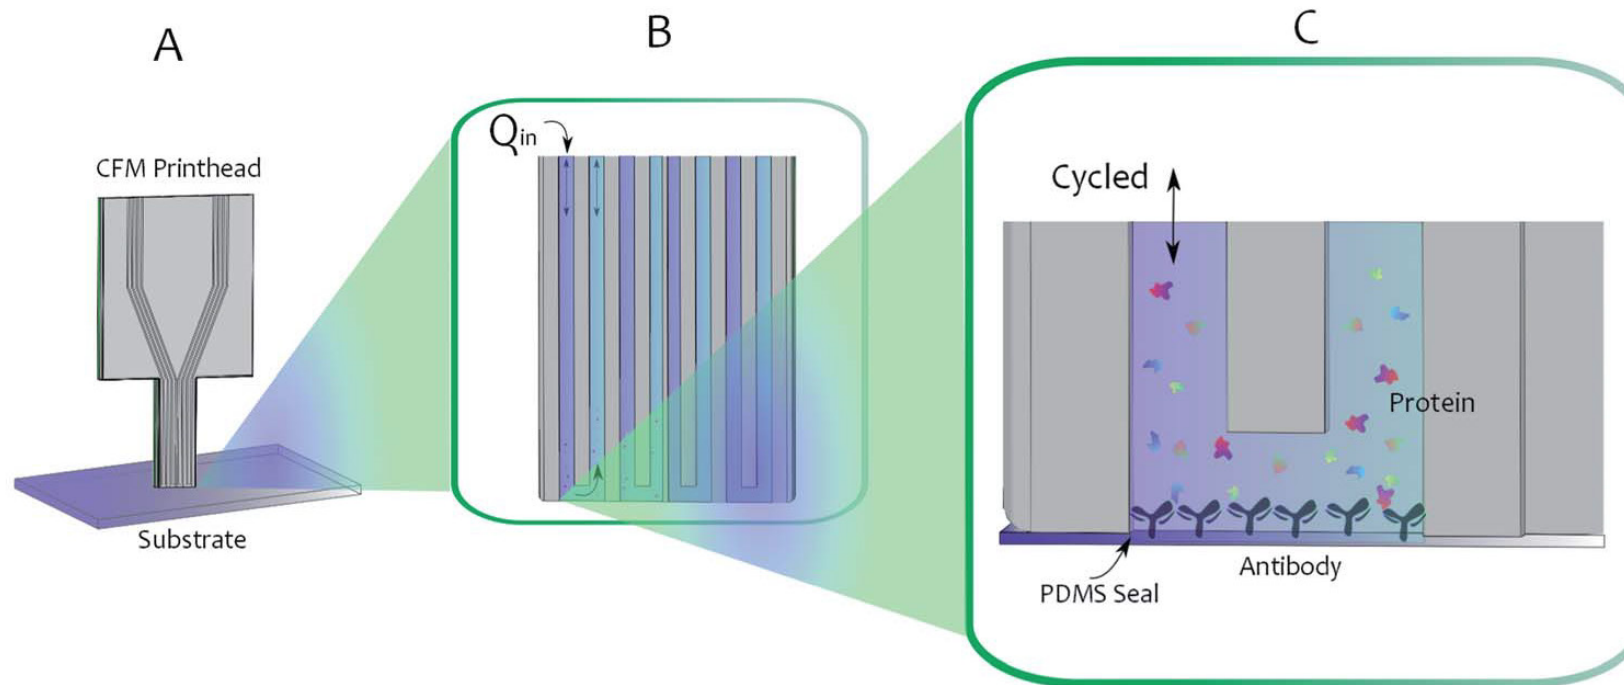 A
B
C
CFM Printhead
Substrate
Qin
Cycled
Protein
Antibody
PDMS Seal